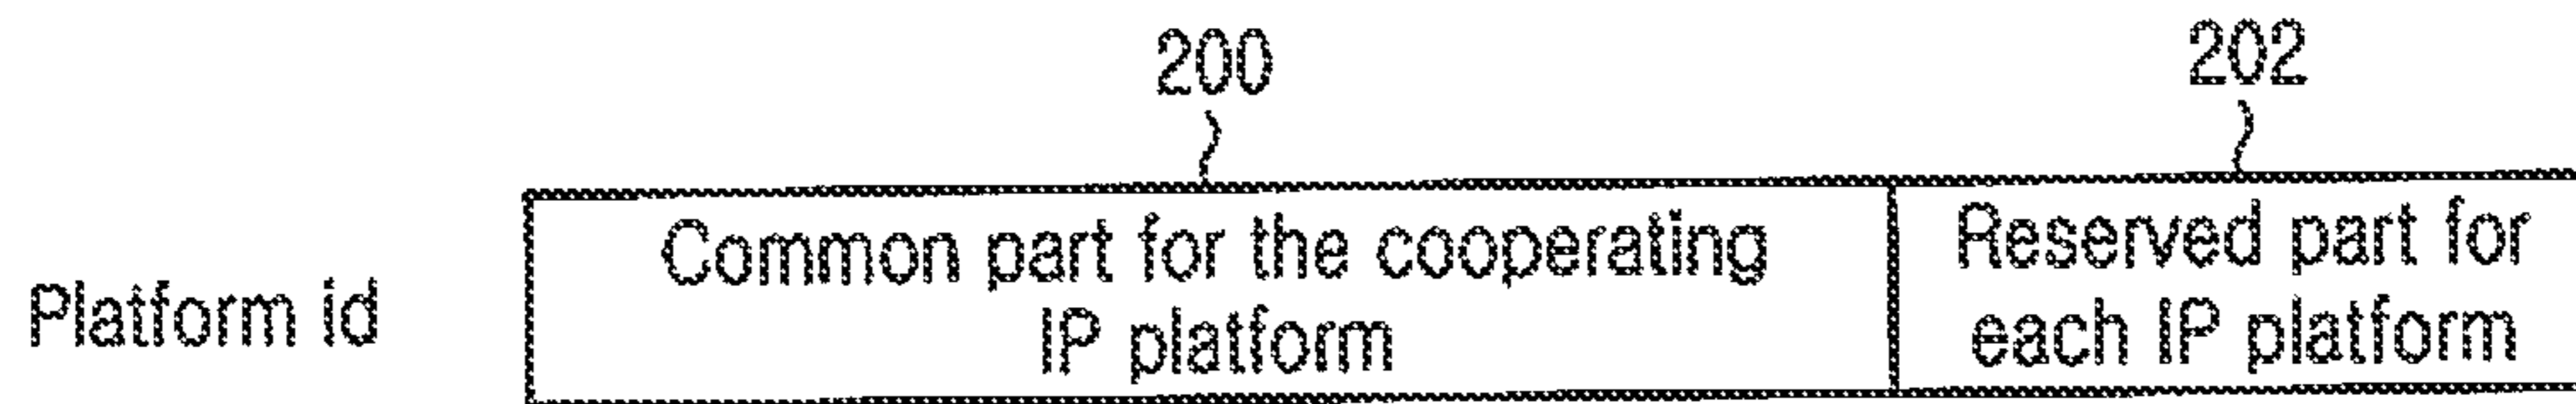 200
202
Common part for the cooperating
IP platform
Reserved part for
each IP platform
Platform id